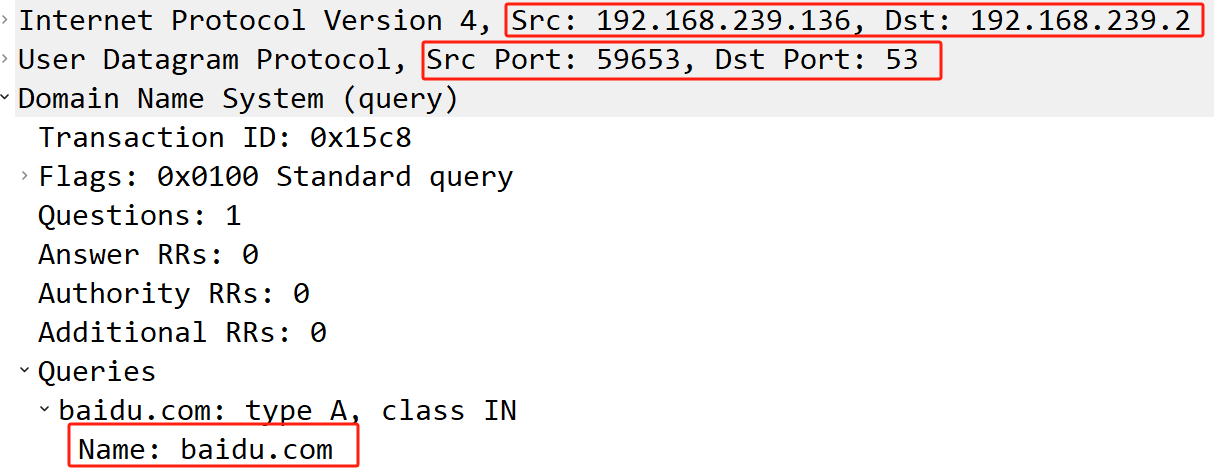 Internet Protocol Version 4, Src: 192.168.239.136, Dst: 192.168.239.2
User Datagram Protocol, Src Port: 59653, Dst Port: 53
Domain Name System (query)
Transaction ID: 0x15c8
Flags: 0x0100 Standard query
Questions: 1
Answer RRs: 0
Authority RRs: 0
Additional RRs: 0
Queries
baidu.com: type A, class IN
Name: baidu.com